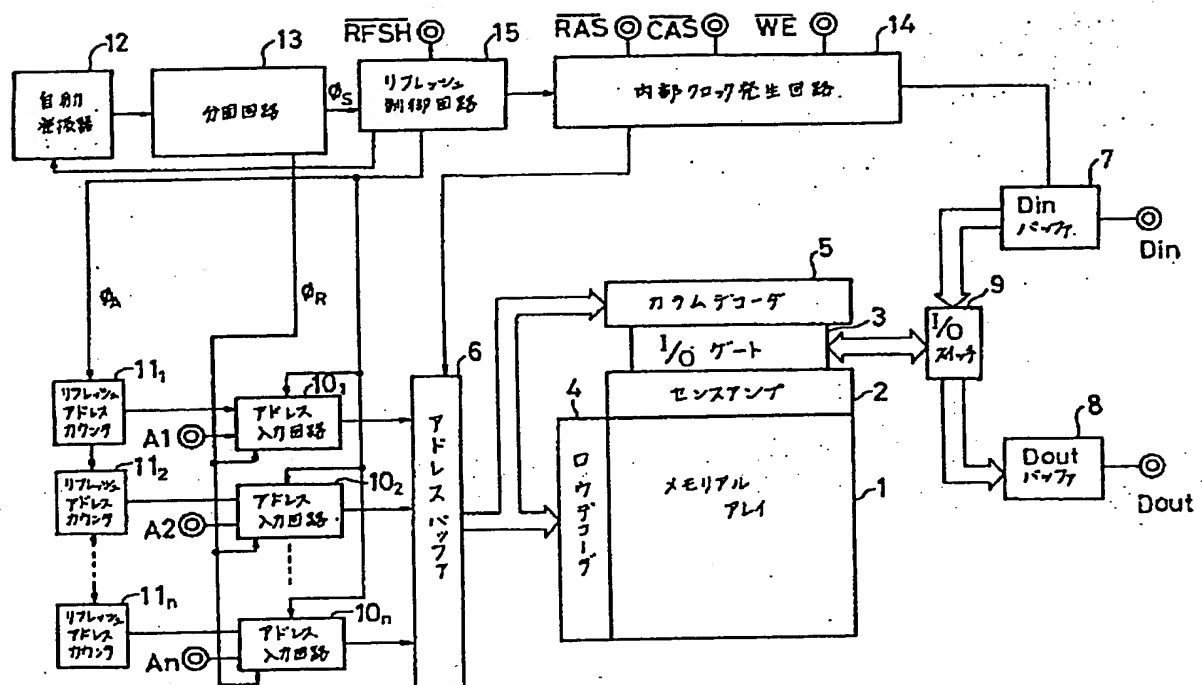 12
自励
発振器
13
分周回路
φS
RFSH
15
リフレッシュ
制御回路
RAS
CAS
WE
14
内部クロック発生回路
7
Din
バッファ
Din
φA
φR
5
カラムデコーダ
3
I/O ゲート
9
I/O
スイッチ
6
アドレスバッファ
4
ロウデコーダ
センスアンプ
2
メモリアル
アレイ
1
8
Dout
バッファ
Dout
11₁
リフレッシュ
アドレス
カウンタ
10₁
アドレス
入力回路
A1
11₂
リフレッシュ
アドレス
カウンタ
10₂
アドレス
入力回路
A2
11n
リフレッシュ
アドレス
カウンタ
10n
アドレス
入力回路
An